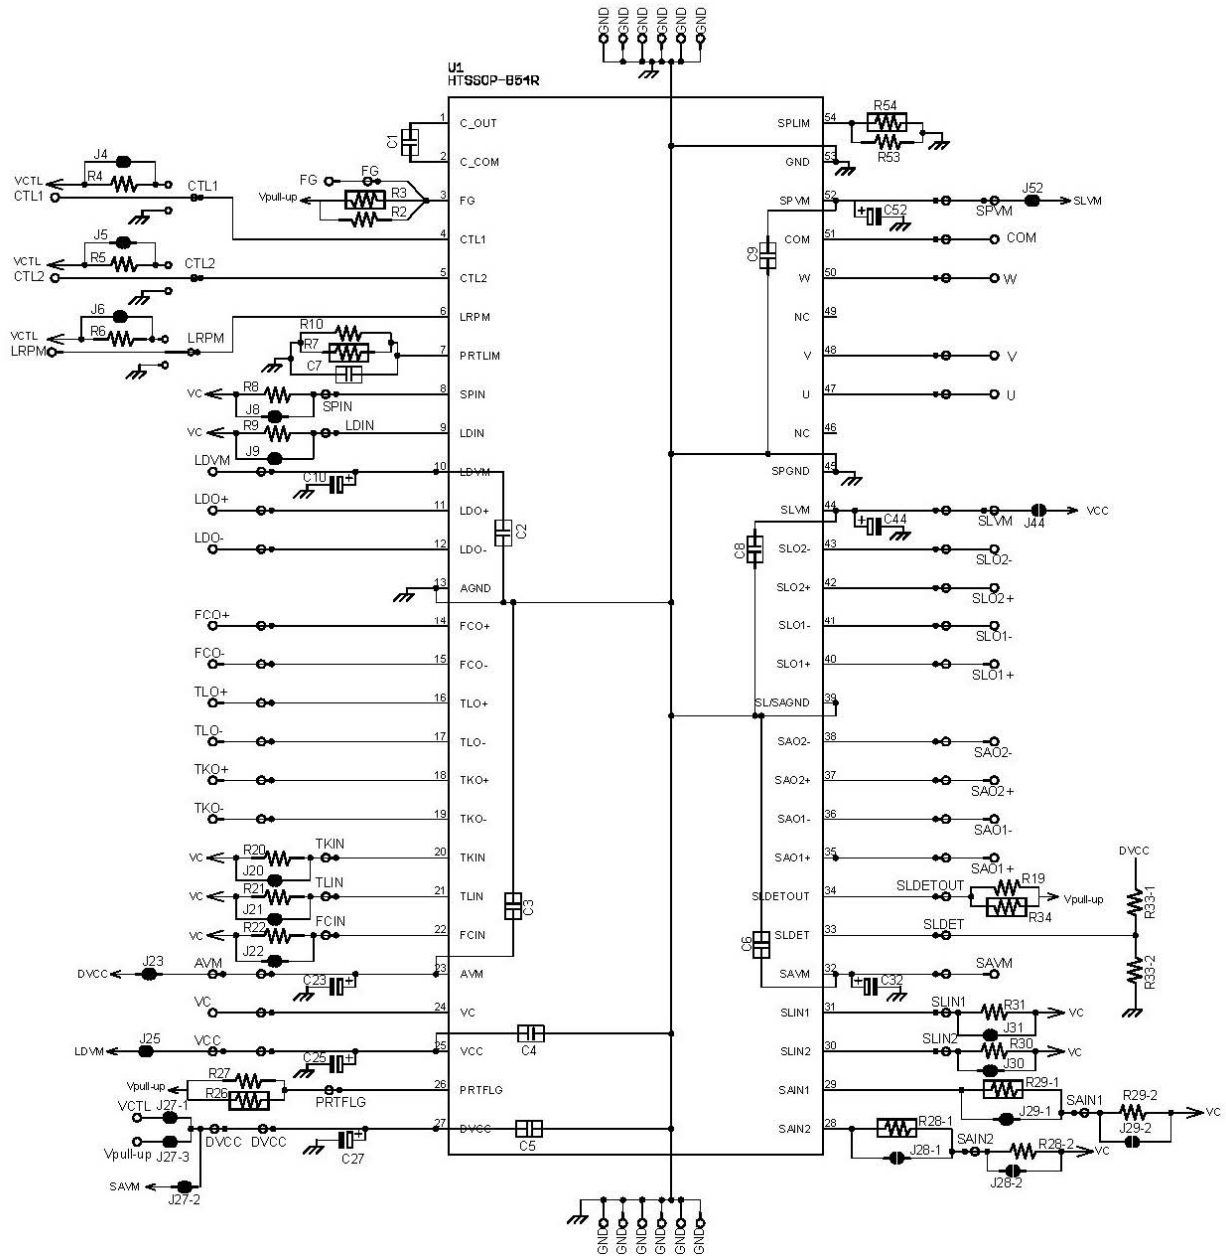 GND GND GND GND GND GND
U1
HTSSOP-B54R
1 C_OUT
C1
2 C_COM
J4
VCTL R4
CTL1 CTL1
FG FG
Vpull-up R3
R2
3 FG
4 CTL1
J5
VCTL R5
CTL2 CTL2
5 CTL2
J6
VCTL R6
LRPM LRPM
6 LRPM
R10
R7
C7
7 PRTLIM
VC R8
J8 SPIN
8 SPIN
VC R9 LDIN
J9
9 LDIN
LDVM
C10
10 LDVM
LDO+
11 LDO+
C2
LDO-
12 LDO-
13 AGND
FCO+
14 FCO+
FCO-
15 FCO-
TLO+
16 TLO+
TLO-
17 TLO-
TKO+
18 TKO+
TKO-
19 TKO-
VC R20 TKIN
J20
20 TKIN
VC R21 TLIN
J21
21 TLIN
C3
VC R22 FCIN
J22
22 FCIN
DVCC J23 AVM
C23
23 AVM
VC
24 VC
C4
LDVM J25 VCC
C25
25 VCC
R27
Vpull-up R26
PRTFLG
26 PRTFLG
VCTL J27-1
Vpull-up J27-3
DVCC DVCC
C27
27 DVCC
C5
SAVM J27-2
SPLIM 54
R54
R53
GND 53
SPVM 52
C52
SPVM J52 SLVM
C9
COM 51 COM
W 50 W
NC 49
V 48 V
U 47 U
NC 46
SPGND 45
SLVM 44
C44
SLVM J44 VCC
C8
SLO2- 43 SLO2-
SLO2+ 42 SLO2+
SLO1- 41 SLO1-
SLO1+ 40 SLO1+
SL/SAGND 39
SAO2- 38 SAO2-
SAO2+ 37 SAO2+
SAO1- 36 SAO1-
SAO1+ 35 SAO1+
DVCC
SLDETOUT 34 SLDETOUT
R19
R34
Vpull-up
R33-1
SLDET 33 SLDET
C6
R33-2
SAVM 32
C32
SAVM
SLIN1 31 SLIN1 R31
J31 VC
SLIN2 30 SLIN2 R30
J30 VC
SAIN1 29 R29-1
J29-1
SAIN1 R29-2
J29-2 VC
SAIN2 28 R28-1
J28-1
SAIN2 R28-2
J28-2 VC
GND GND GND GND GND GND